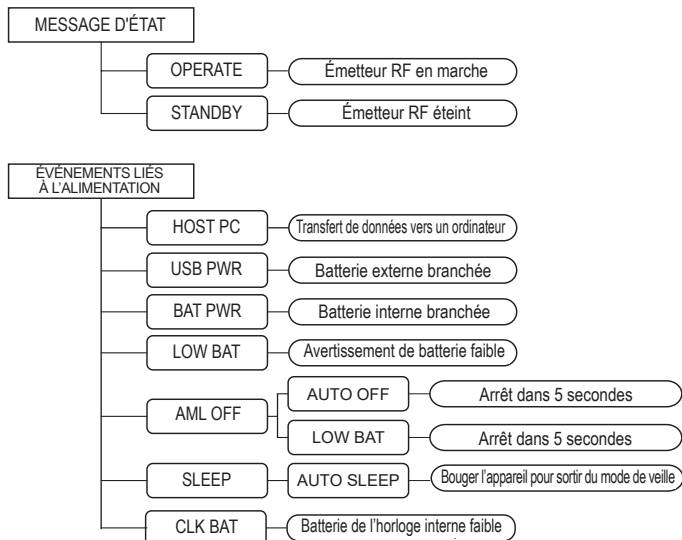 MESSAGE D'ÉTAT
OPERATE
Émetteur RF en marche
STANDBY
Émetteur RF éteint
ÉVÉNEMENTS LIÉS
À L'ALIMENTATION
HOST PC
Transfert de données vers un ordinateur
USB PWR
Batterie externe branchée
BAT PWR
Batterie interne branchée
LOW BAT
Avertissement de batterie faible
AML OFF
AUTO OFF
Arrêt dans 5 secondes
LOW BAT
Arrêt dans 5 secondes
SLEEP
AUTO SLEEP
Bouger l'appareil pour sortir du mode de veille
CLK BAT
Batterie de l'horloge interne faible